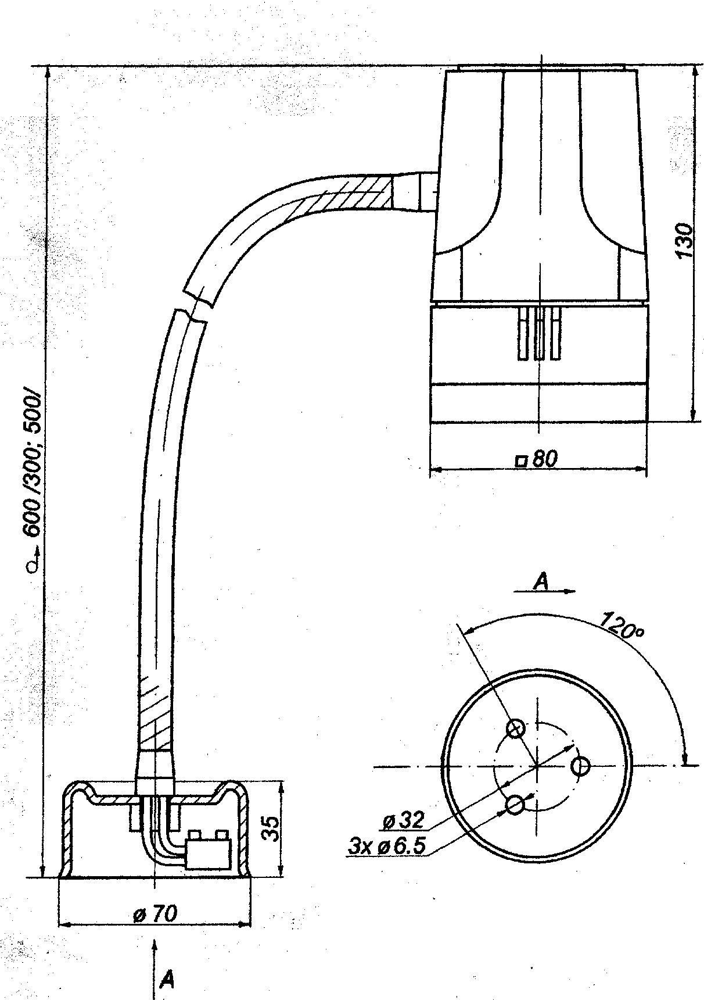 130
600 /300; 500/
□ 80
A
120°
ø 32
3x ø 6.5
35
ø 70
A